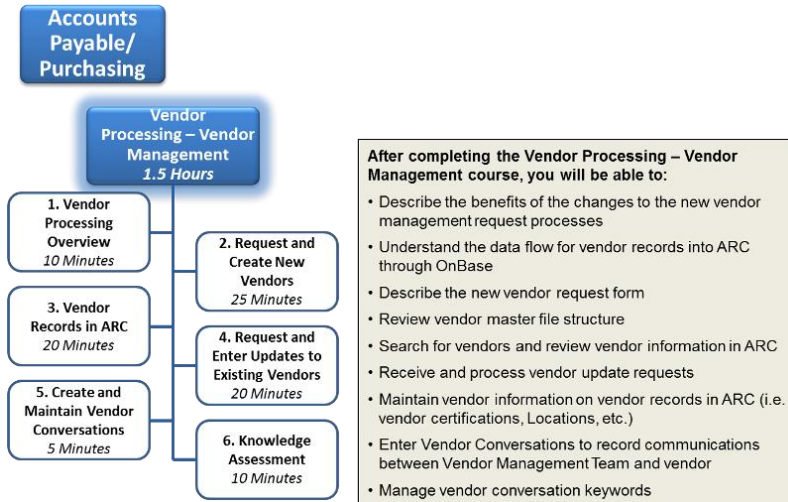 Accounts
Payable/
Purchasing
Vendor
Processing – Vendor
Management
1.5 Hours
1. Vendor
Processing
Overview
10 Minutes
2. Request and
Create New
Vendors
25 Minutes
3. Vendor
Records in ARC
20 Minutes
4. Request and
Enter Updates to
Existing Vendors
20 Minutes
5. Create and
Maintain Vendor
Conversations
5 Minutes
6. Knowledge
Assessment
10 Minutes
After completing the Vendor Processing – Vendor
Management course, you will be able to:
• Describe the benefits of the changes to the new vendor
management request processes
• Understand the data flow for vendor records into ARC
through OnBase
• Describe the new vendor request form
• Review vendor master file structure
• Search for vendors and review vendor information in ARC
• Receive and process vendor update requests
• Maintain vendor information on vendor records in ARC (i.e.
vendor certifications, Locations, etc.)
• Enter Vendor Conversations to record communications
between Vendor Management Team and vendor
• Manage vendor conversation keywords